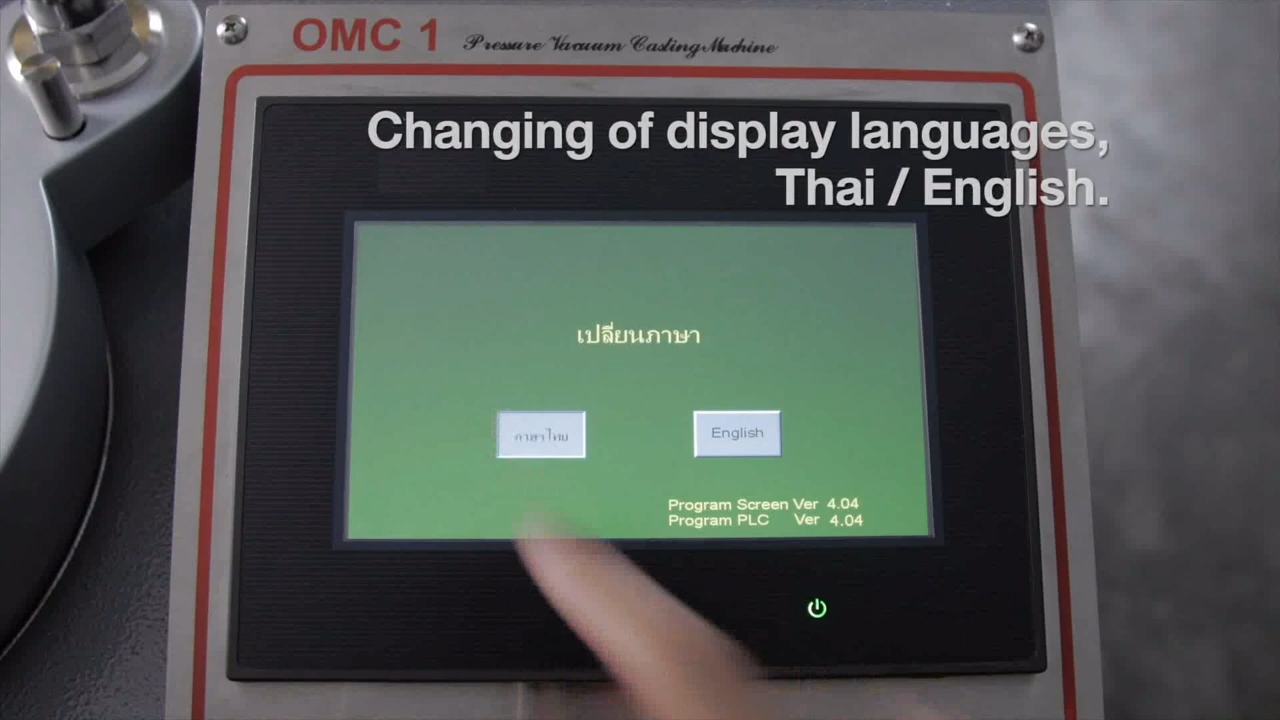 OMC 1 Pressure Vacuum Casting Machine
Changing of display languages,
Thai / English.
เปลี่ยนภาษา
ภาษาไทย English
Program Screen Ver 4.04
Program PLC Ver 4.04